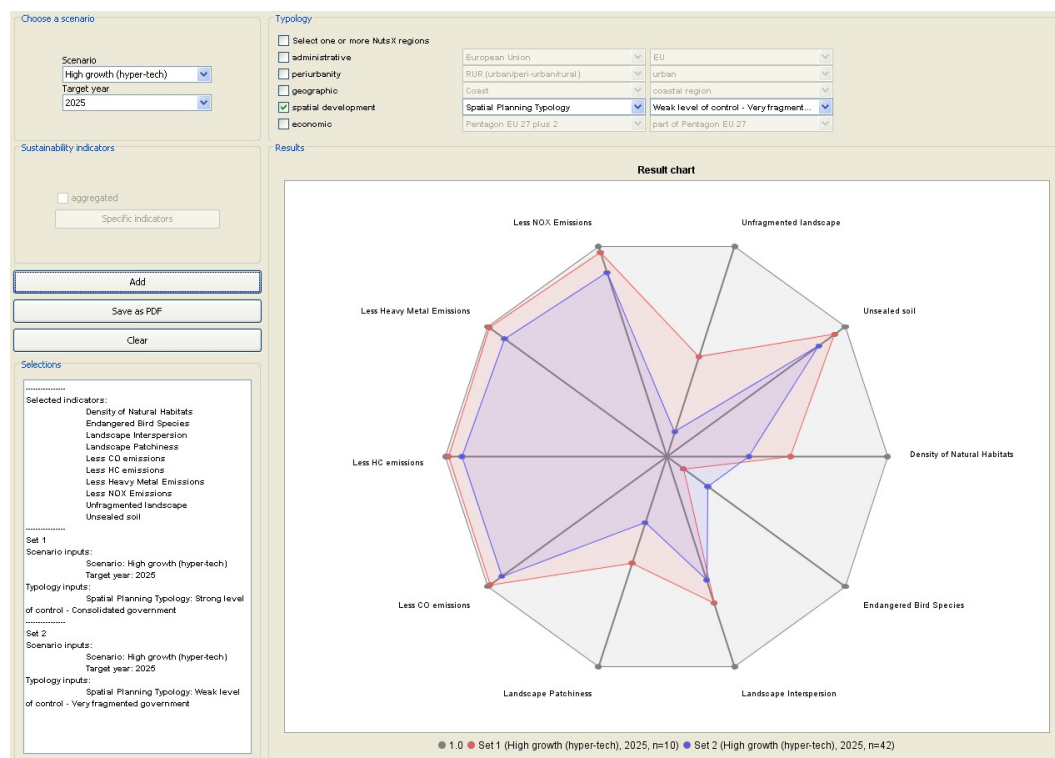 Choose a scenario
Scenario
High growth (hyper-tech)
Target year
2025
Typology
Select one or more NutsX regions
administrative European Union EU
periurbanity RUR (urban/peri-urban/rural) urban
geographic Coast coastal region
spatial development Spatial Planning Typology Weak level of control - Very fragment...
economic Pentagon EU 27 plus 2 part of Pentagon EU 27
Sustainability indicators
aggregated
Specific indicators
Add
Save as PDF
Clear
Selections
---------------
Selected indicators:
Density of Natural Habitats
Endangered Bird Species
Landscape Interspersion
Landscape Patchiness
Less CO emissions
Less HC emissions
Less Heavy Metal Emissions
Less NOX Emissions
Unfragmented landscape
Unsealed soil
---------------
Set 1
Scenario inputs:
Scenario: High growth (hyper-tech)
Target year: 2025
Typology inputs:
Spatial Planning Typology: Strong level
of control - Consolidated government
---------------
Set 2
Scenario inputs:
Scenario: High growth (hyper-tech)
Target year: 2025
Typology inputs:
Spatial Planning Typology: Weak level
of control - Very fragmented government
Results
Result chart
Less NOX Emissions
Unfragmented landscape
Less Heavy Metal Emissions
Unsealed soil
Less HC emissions
Density of Natural Habitats
Less CO emissions
Endangered Bird Species
Landscape Patchiness
Landscape Interspersion
1.0 Set 1 (High growth (hyper-tech), 2025, n=10) Set 2 (High growth (hyper-tech), 2025, n=42)